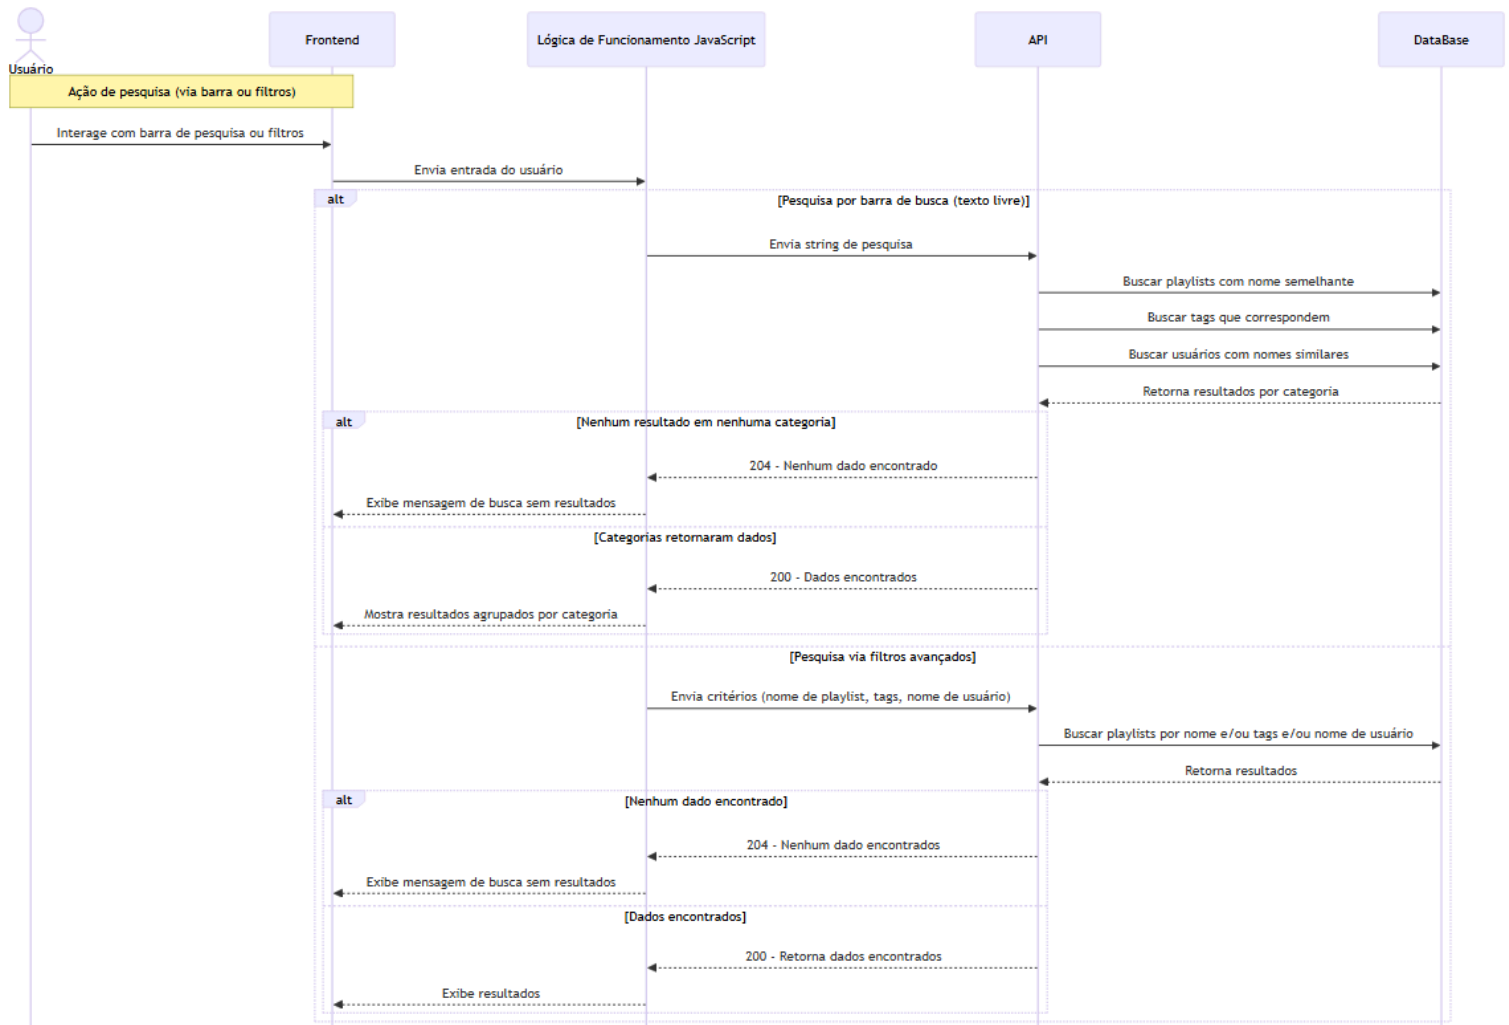 Usuário
Frontend
Lógica de Funcionamento JavaScript
API
DataBase
Ação de pesquisa (via barra ou filtros)
Interage com barra de pesquisa ou filtros
Envia entrada do usuário
alt
[Pesquisa por barra de busca (texto livre)]
Envia string de pesquisa
Buscar playlists com nome semelhante
Buscar tags que correspondem
Buscar usuários com nomes similares
Retorna resultados por categoria
alt
[Nenhum resultado em nenhuma categoria]
204 - Nenhum dado encontrado
Exibe mensagem de busca sem resultados
[Categorias retornaram dados]
200 - Dados encontrados
Mostra resultados agrupados por categoria
[Pesquisa via filtros avançados]
Envia critérios (nome de playlist, tags, nome de usuário)
Buscar playlists por nome e/ou tags e/ou nome de usuário
Retorna resultados
alt
[Nenhum dado encontrado]
204 - Nenhum dado encontrados
Exibe mensagem de busca sem resultados
[Dados encontrados]
200 - Retorna dados encontrados
Exibe resultados